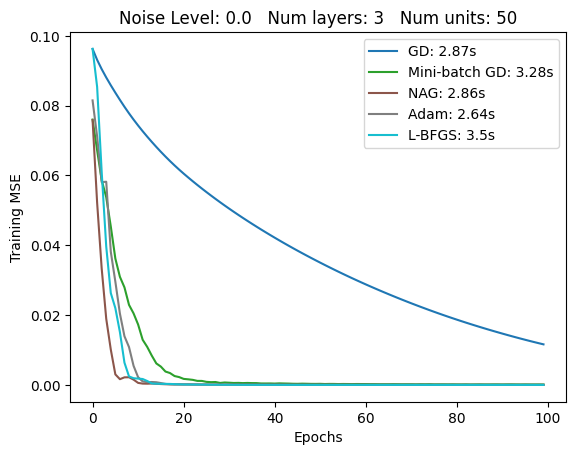 Noise Level: 0.0   Num layers: 3   Num units: 50
GD: 2.87s
Mini-batch GD: 3.28s
NAG: 2.86s
Adam: 2.64s
L-BFGS: 3.5s
Training MSE
0.10
0.08
0.06
0.04
0.02
0.00
0 20 40 60 80 100
Epochs